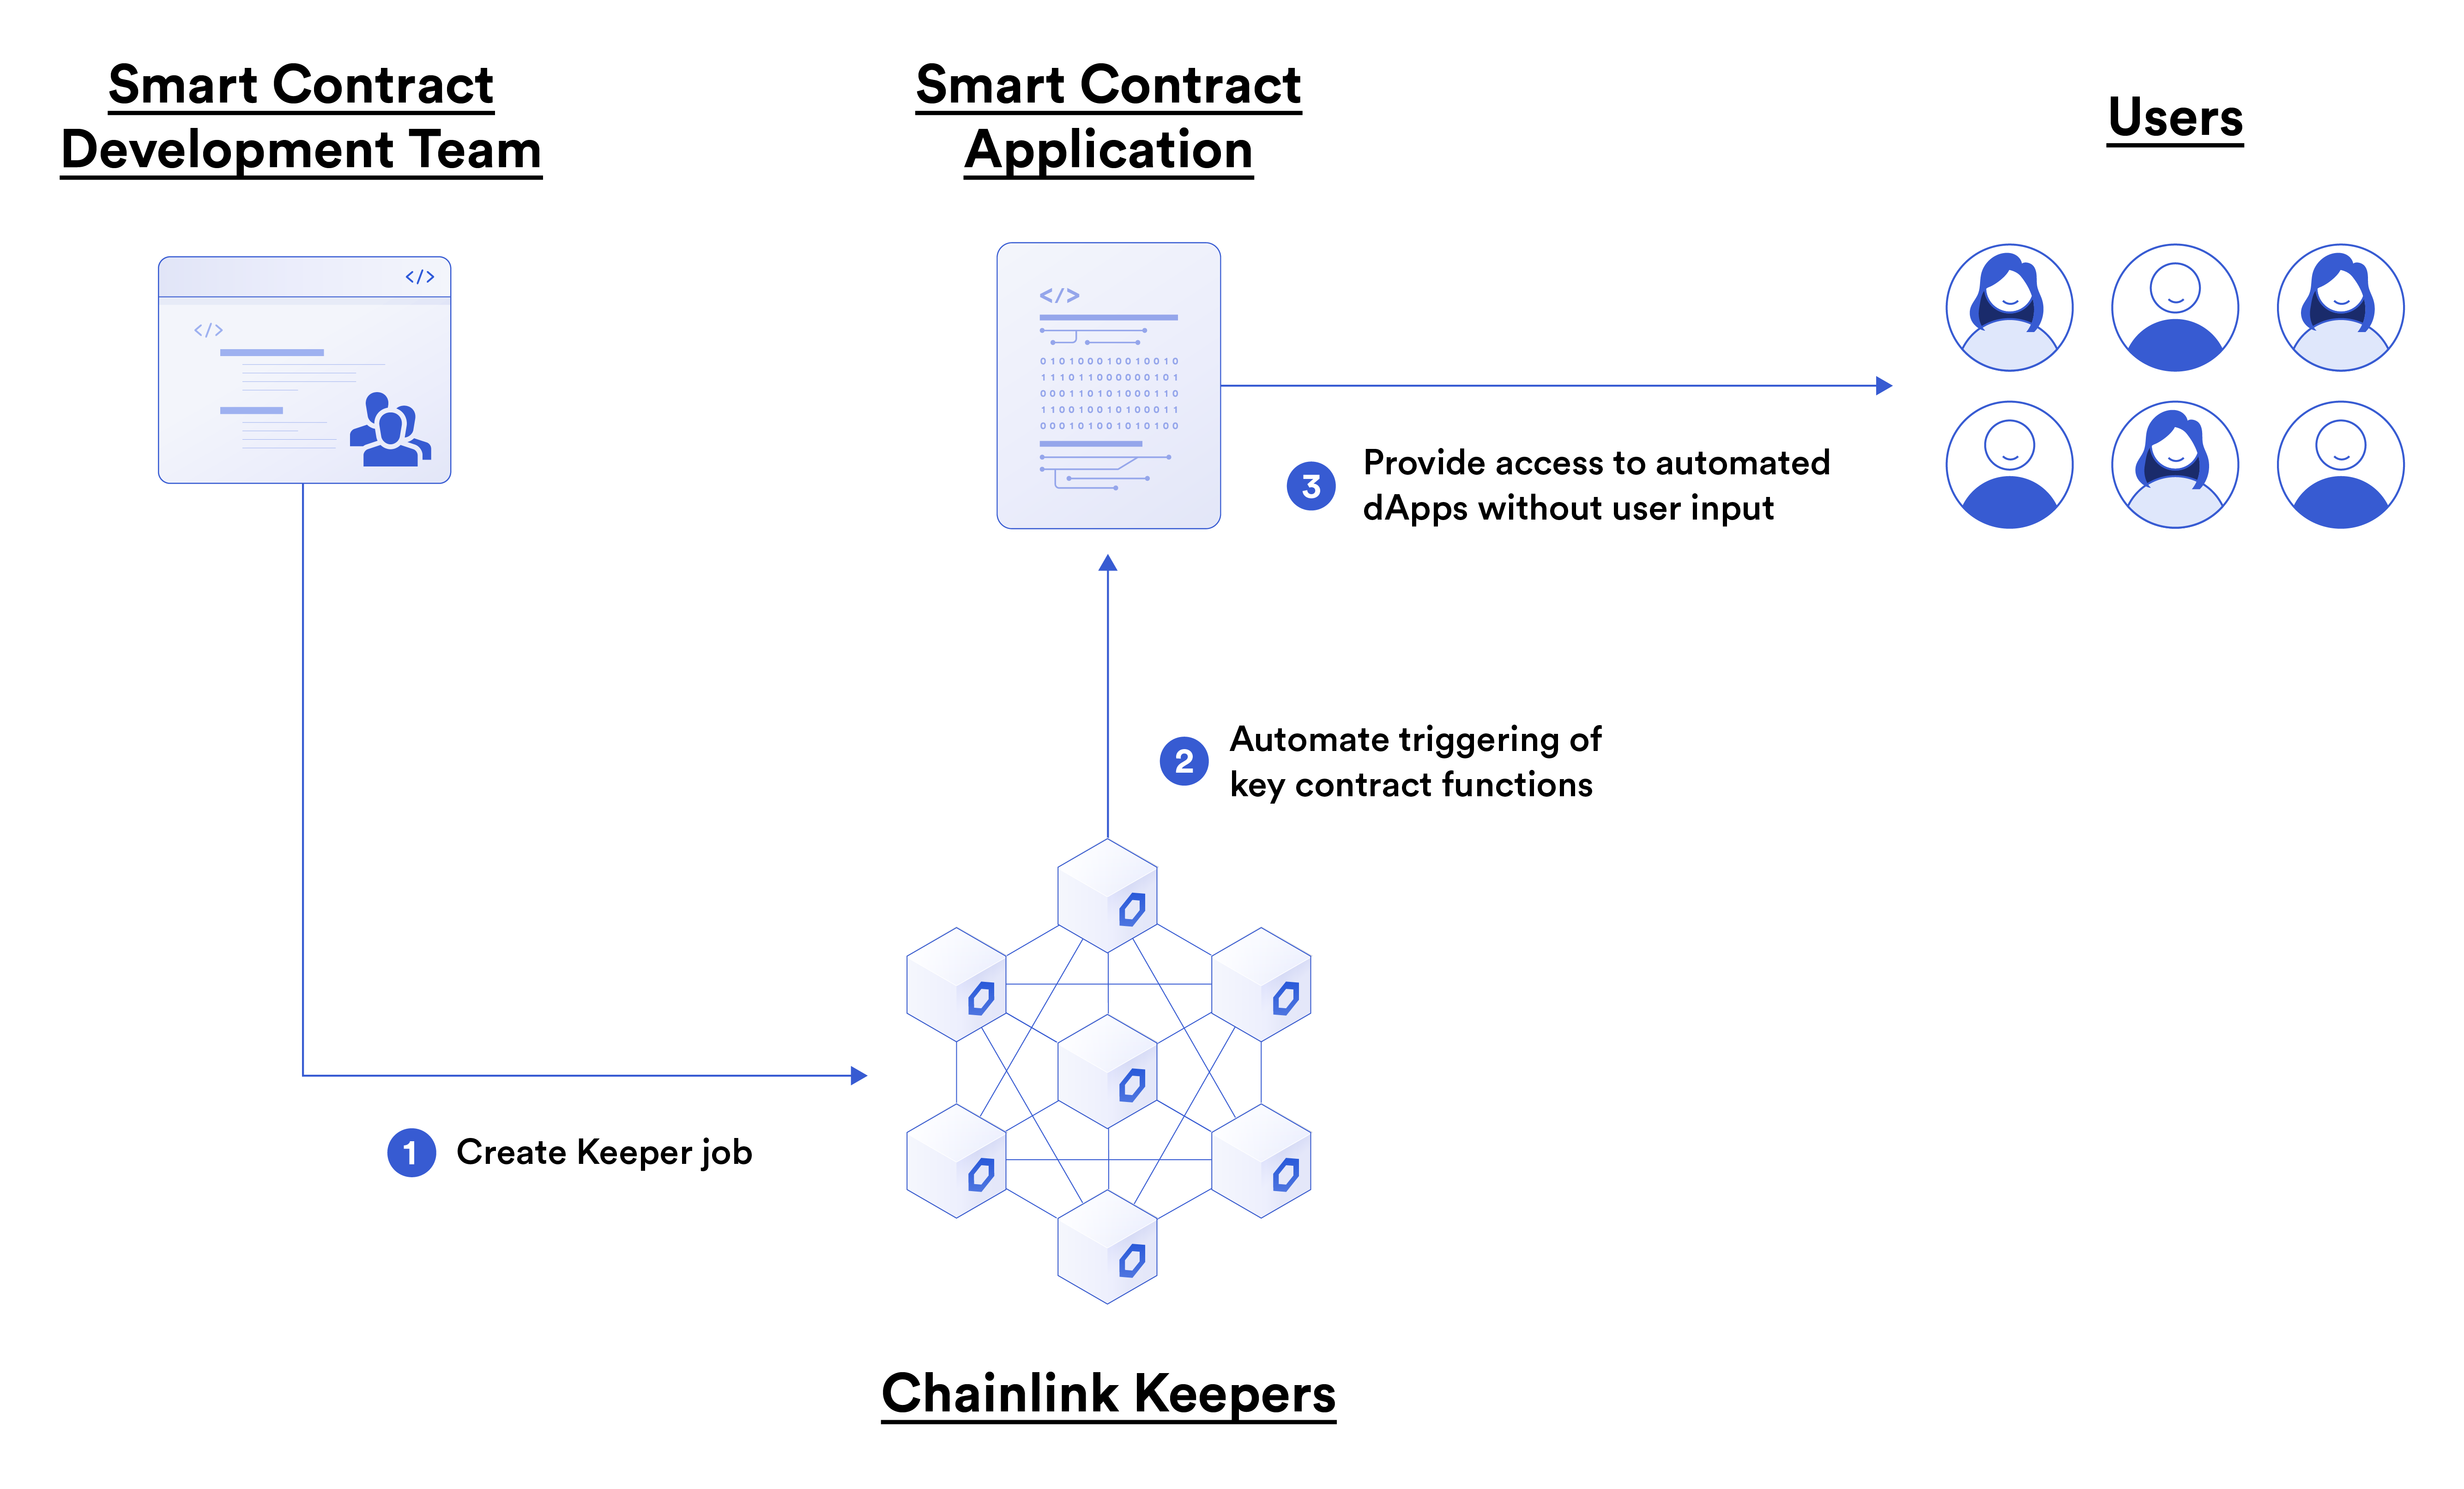 Smart Contract
Development Team
Smart Contract
Application
Users
</>
</>
</>
0 1 0 1 0 0 0 1 0 0 1 0 0 1 0
1 1 1 0 1 1 0 0 0 0 0 0 1 0 1
0 0 0 1 1 0 1 0 1 0 0 0 1 1 0
1 1 0 0 1 0 0 1 0 1 0 0 0 1 1
0 0 0 1 0 1 0 0 1 0 1 0 1 0 0
3
Provide access to automated
dApps without user input
2
Automate triggering of
key contract functions
1
Create Keeper job
Chainlink Keepers